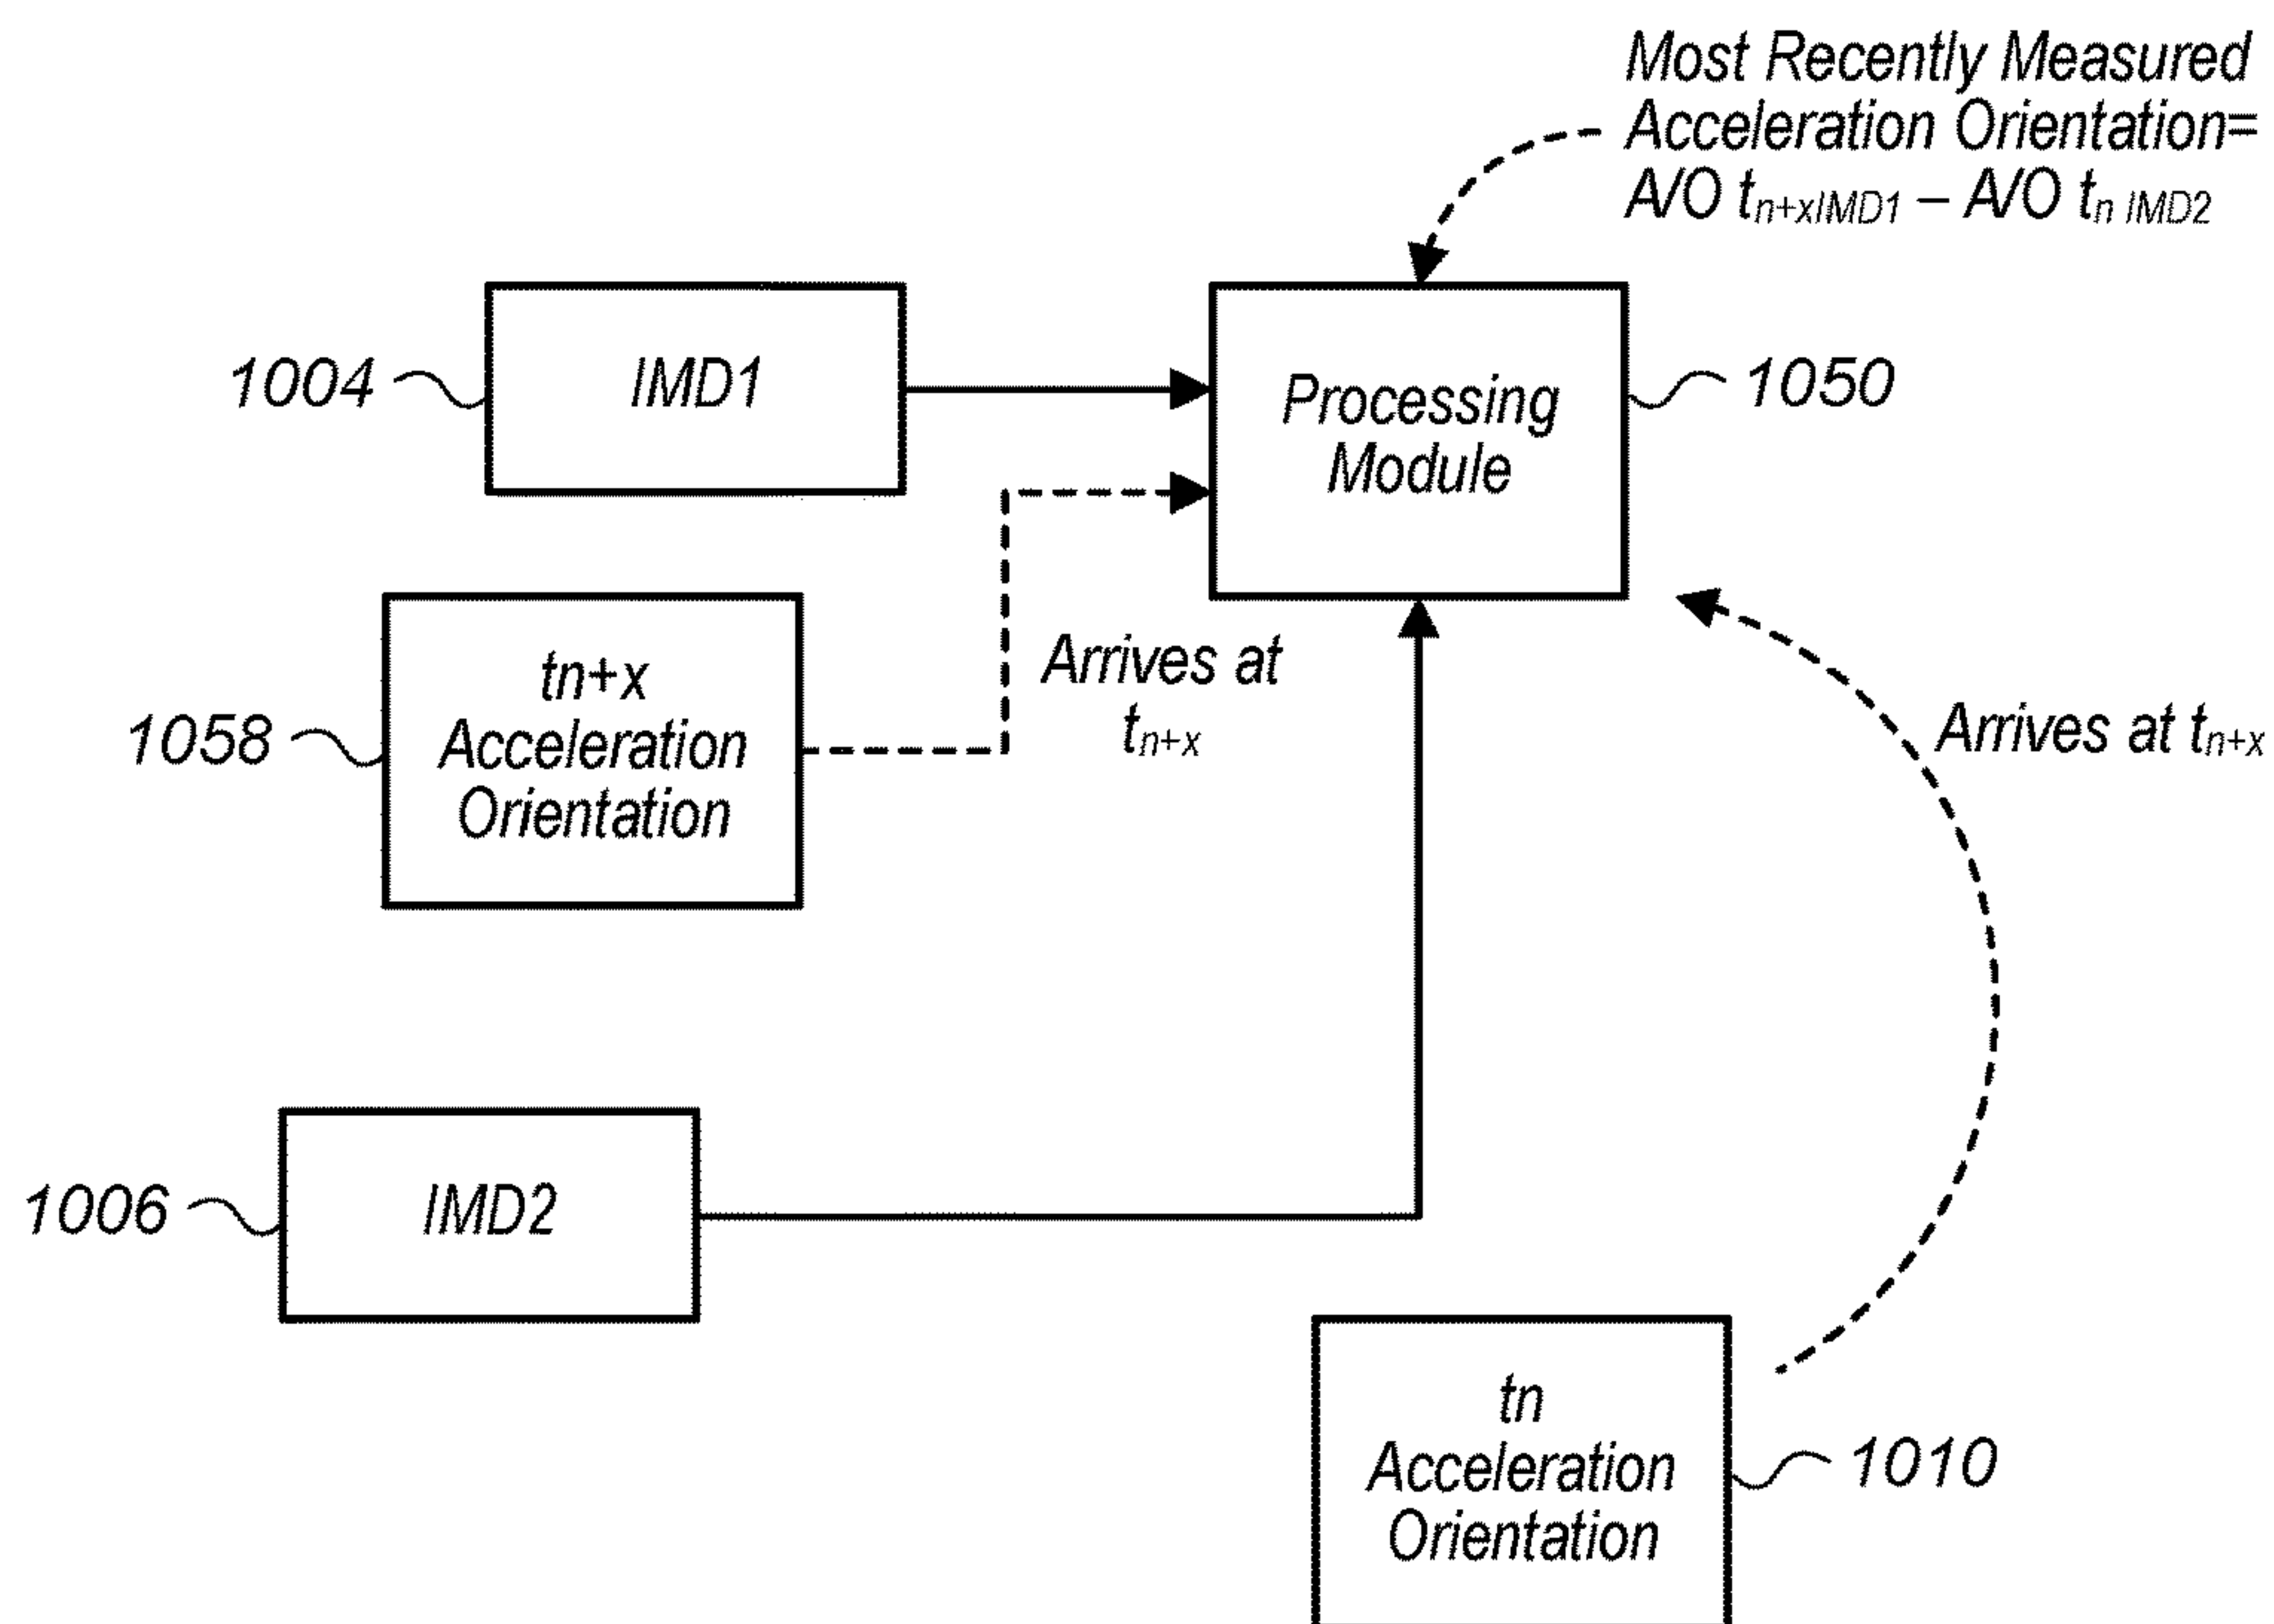 Most Recently Measured
Acceleration Orientation=
A/O tn+xIMD1 – A/O tn IMD2
1004
IMD1
Processing
Module
1050
1058
tn+x
Acceleration
Orientation
Arrives at
tn+x
Arrives at tn+x
1006
IMD2
tn
Acceleration
Orientation
1010